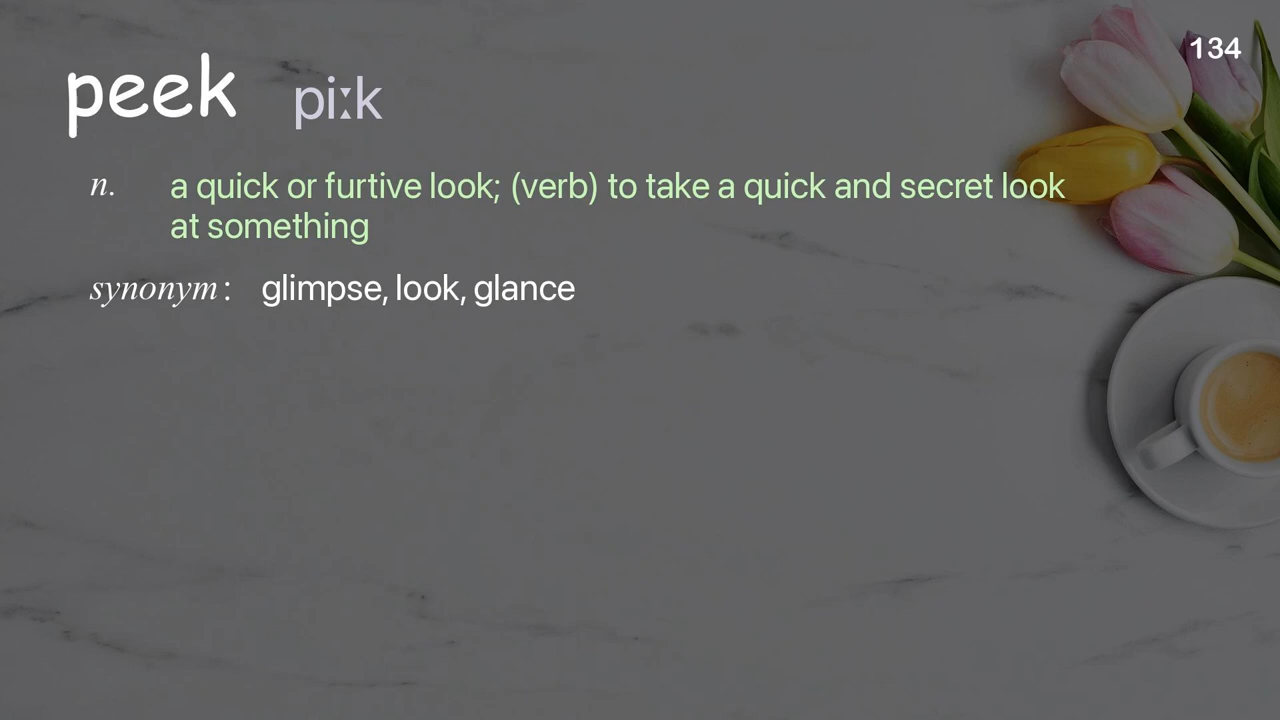 134
peek piːk
n. a quick or furtive look; (verb) to take a quick and secret look
at something
synonym: glimpse, look, glance